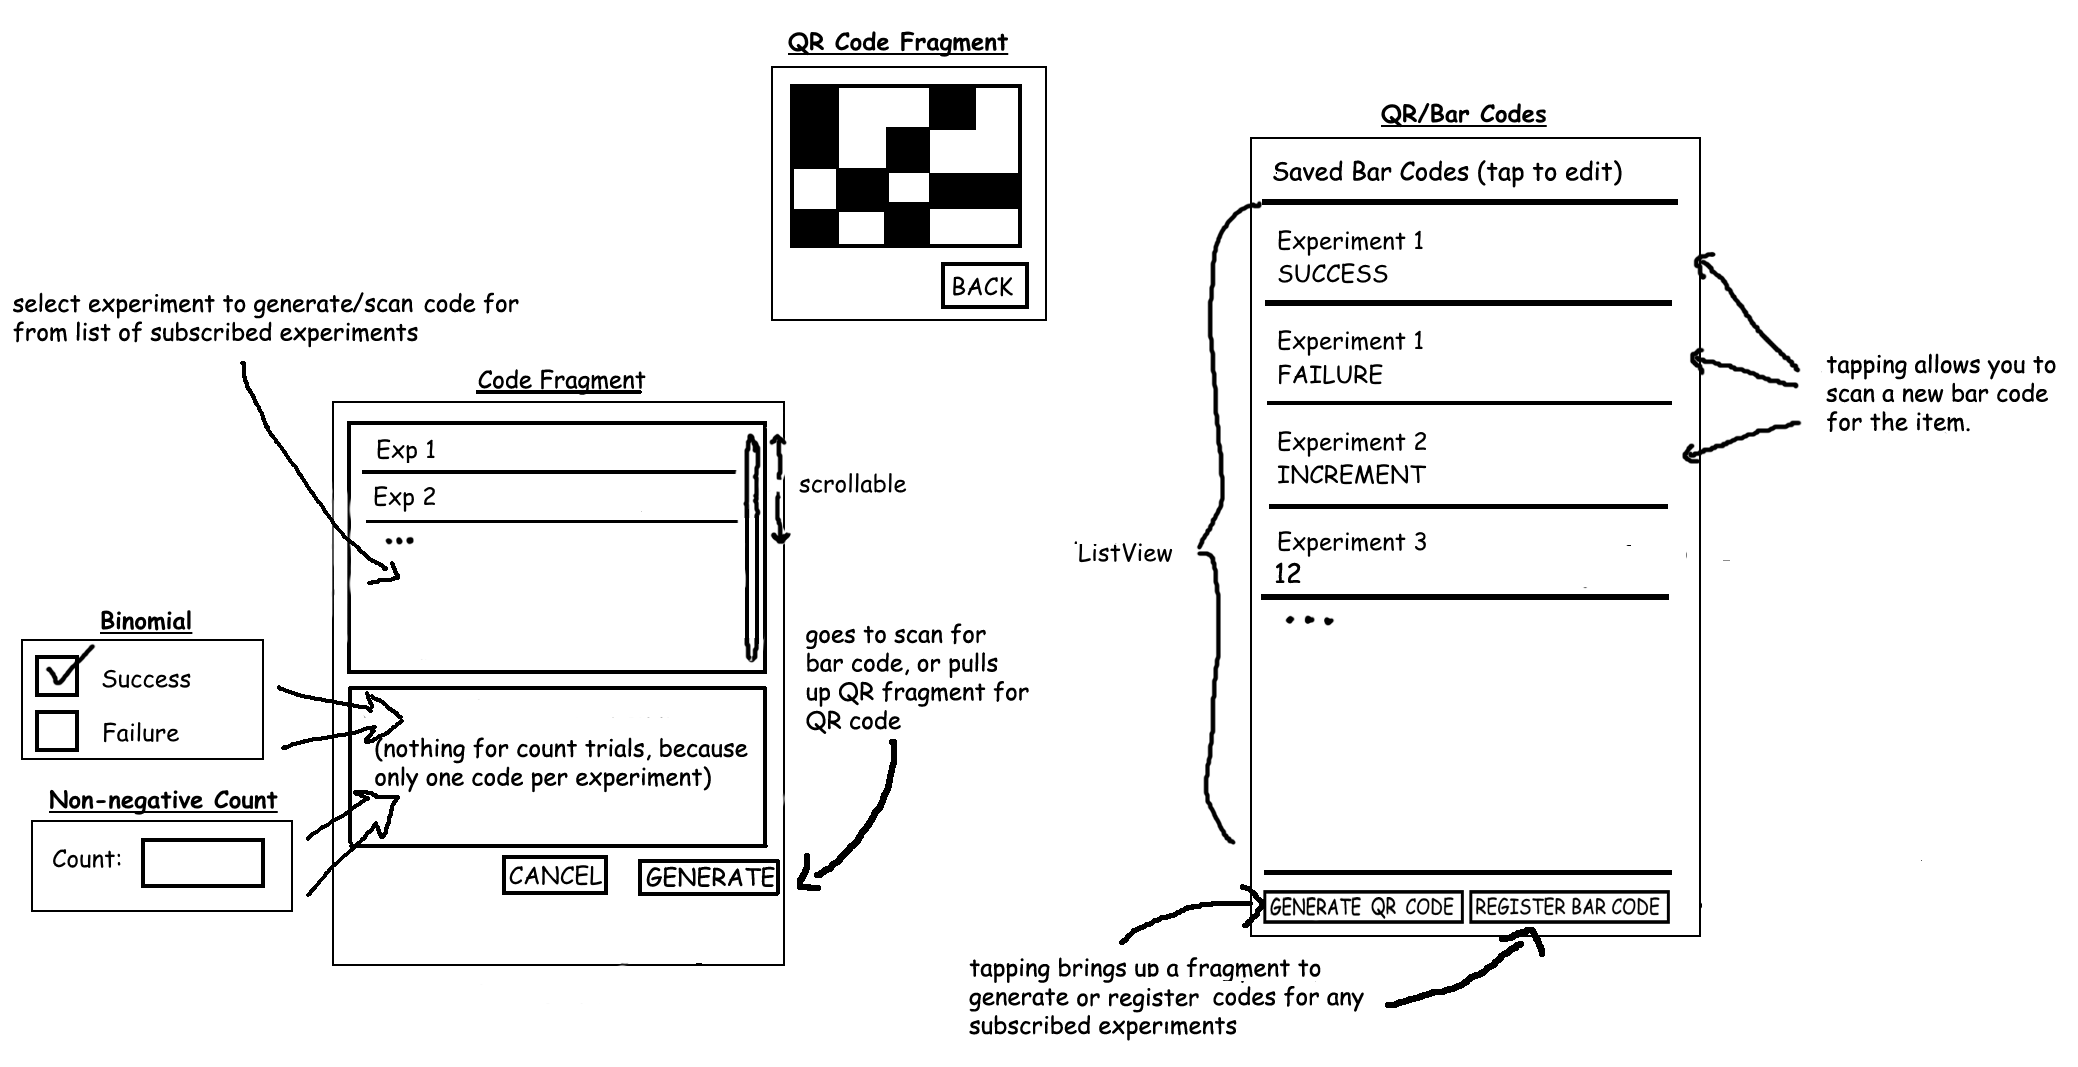 QR Code Fragment
BACK
QR/Bar Codes
Saved Bar Codes (tap to edit)
Experiment 1
SUCCESS
Experiment 1
FAILURE
Experiment 2
INCREMENT
Experiment 3
12
...
GENERATE QR CODE
REGISTER BAR CODE
tapping allows you to
scan a new bar code
for the item.
ListView
tapping brings up a fragment to
generate or register codes for any
subscribed experiments
select experiment to generate/scan code for
from list of subscribed experiments
Code Fragment
Exp 1
Exp 2
...
scrollable
(nothing for count trials, because
only one code per experiment)
CANCEL
GENERATE
goes to scan for
bar code, or pulls
up QR fragment for
QR code
Binomial
Success
Failure
Non-negative Count
Count: